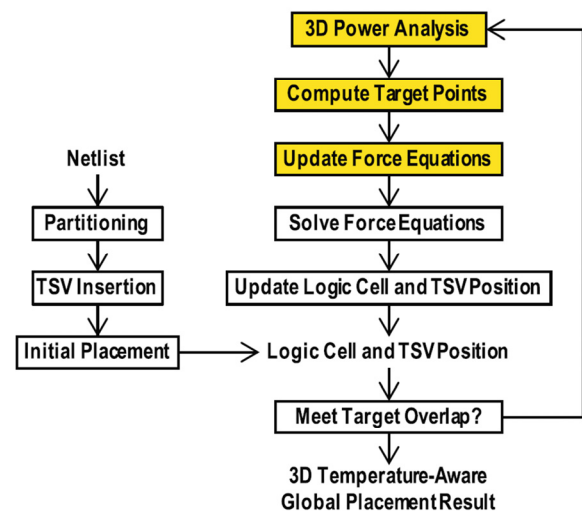 3D Power Analysis
Compute Target Points
Update Force Equations
Solve Force Equations
Update Logic Cell and TSV Position
Netlist
Partitioning
TSV Insertion
Initial Placement
Logic Cell and TSV Position
Meet Target Overlap?
3D Temperature-Aware
Global Placement Result